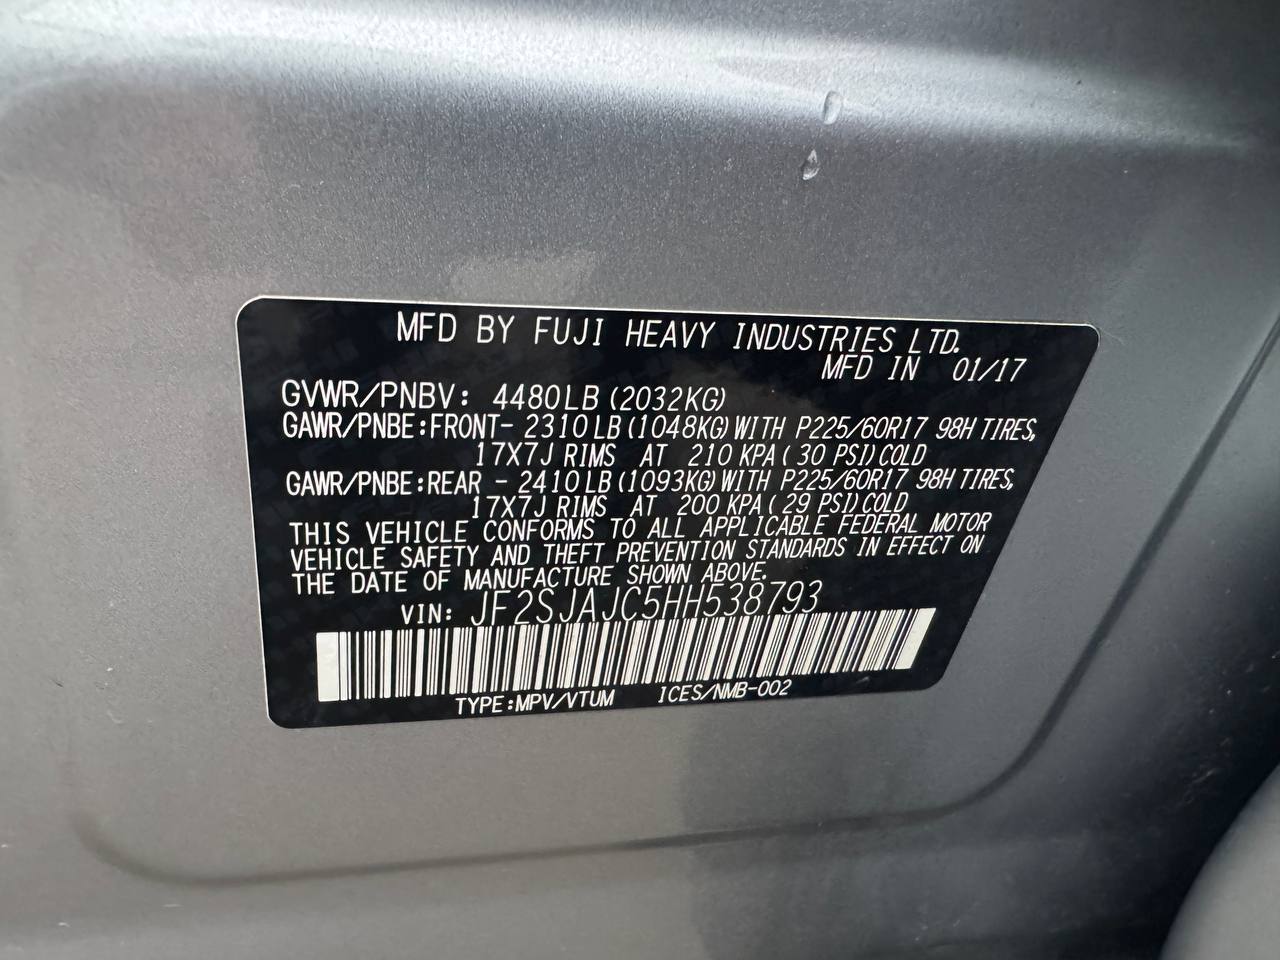 MFD BY FUJI HEAVY INDUSTRIES LTD.
MFD IN 01/17
GVWR/PNBV: 4480LB (2032KG)
GAWR/PNBE:FRONT- 2310LB (1048KG) WITH P225/60R17 98H TIRES,
17X7J RIMS AT 210 KPA ( 30 PSI) COLD
GAWR/PNBE:REAR - 2410LB (1093KG) WITH P225/60R17 98H TIRES,
17X7J RIMS AT 200 KPA ( 29 PSI) COLD
THIS VEHICLE CONFORMS TO ALL APPLICABLE FEDERAL MOTOR
VEHICLE SAFETY AND THEFT PREVENTION STANDARDS IN EFFECT ON
THE DATE OF MANUFACTURE SHOWN ABOVE.
VIN: JF2SJAJC5HH538793
TYPE:MPV/VTUM ICES/NMB-002